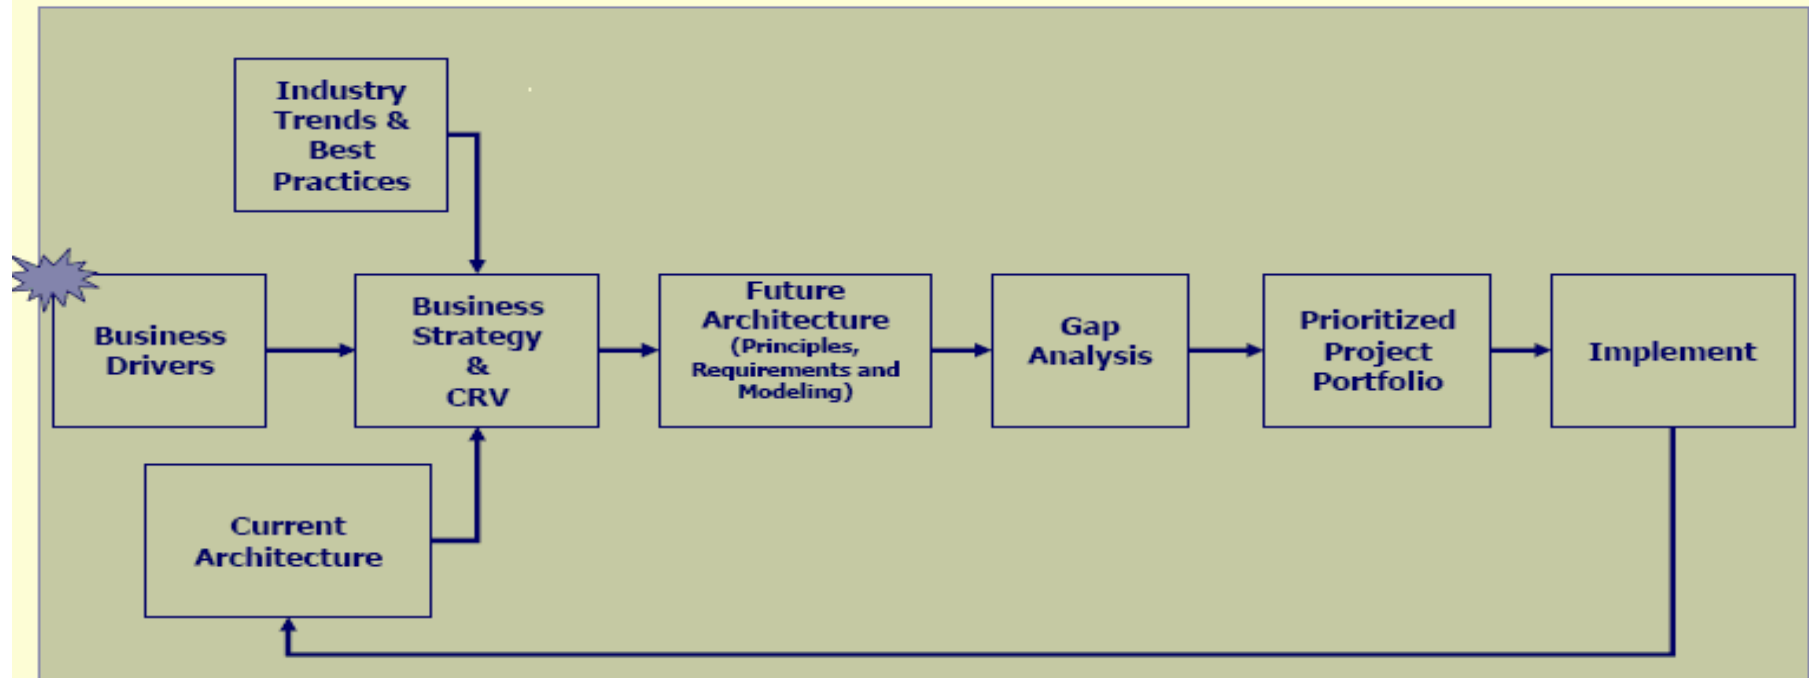 Industry
Trends &
Best
Practices
Business
Drivers
Business
Strategy
&
CRV
Future
Architecture
(Principles,
Requirements and
Modeling)
Gap
Analysis
Prioritized
Project
Portfolio
Implement
Current
Architecture